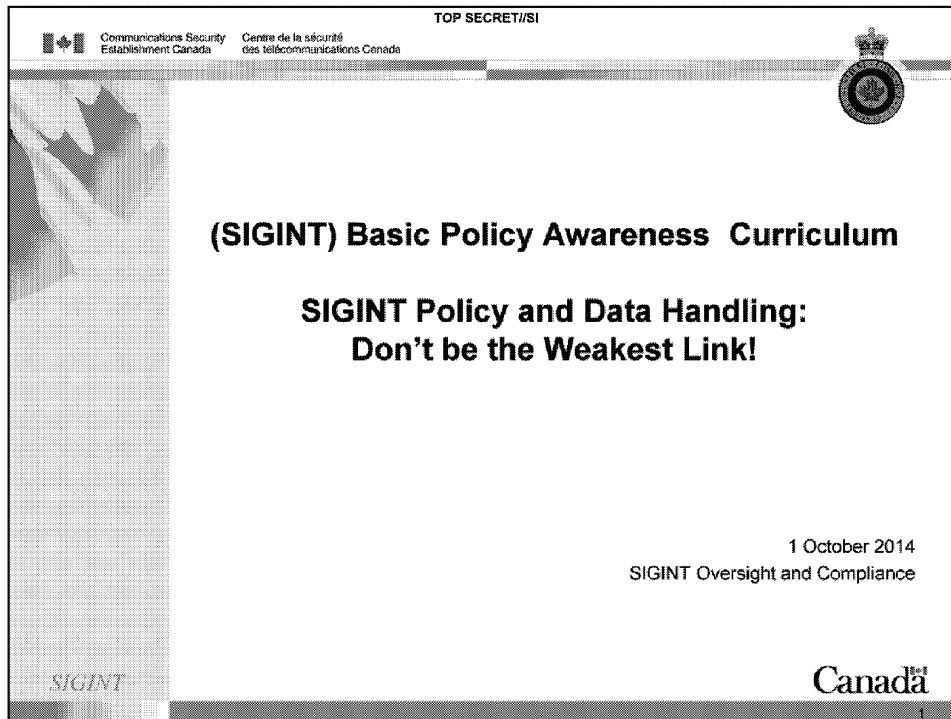 TOP SECRET//SI
Communications Security
Establishment Canada
Centre de la sécurité
des télécommunications Canada
(SIGINT) Basic Policy Awareness Curriculum
SIGINT Policy and Data Handling:
Don't be the Weakest Link!
1 October 2014
SIGINT Oversight and Compliance
SIGINT
Canada
1